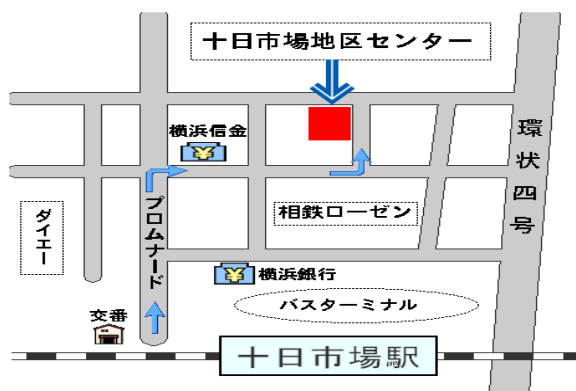 十日市場地区センター
横浜信金
環状四号
プロムナード
相鉄ローゼン
ダイエー
横浜銀行
バスターミナル
交番
十日市場駅